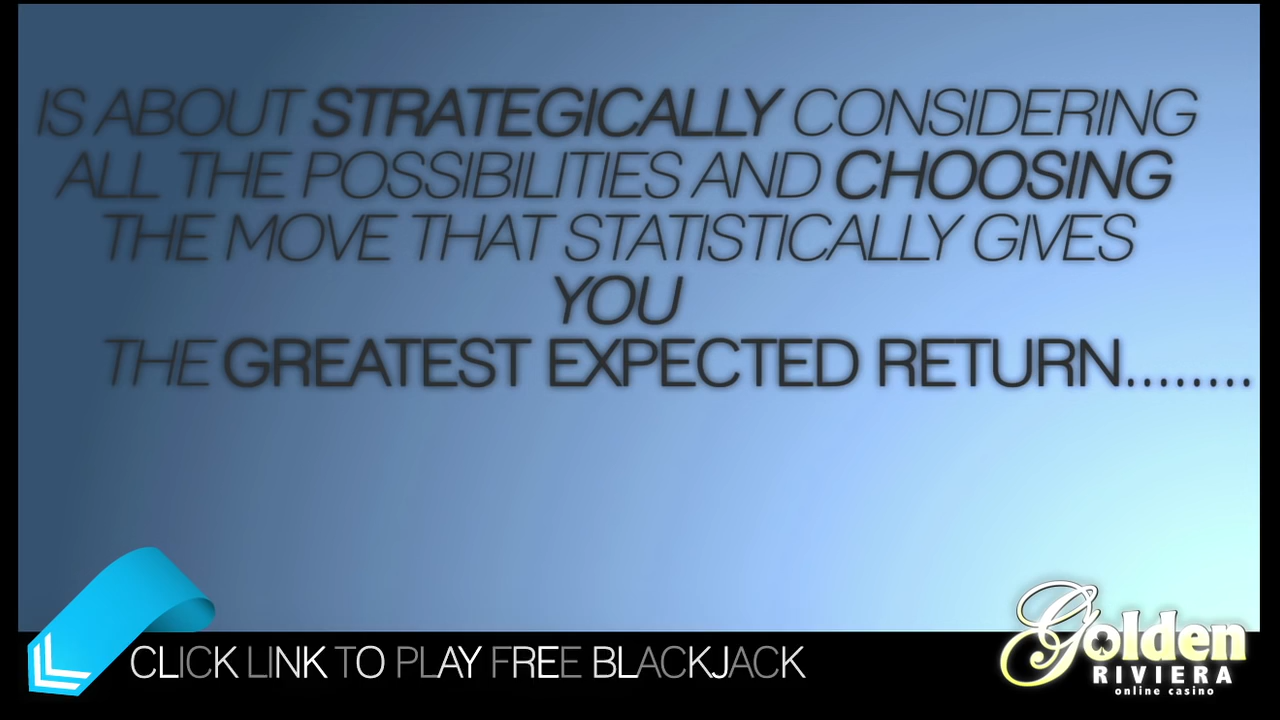 IS ABOUT STRATEGICALLY CONSIDERING
ALL THE POSSIBILITIES AND CHOOSING
THE MOVE THAT STATISTICALLY GIVES
YOU
THE GREATEST EXPECTED RETURN........
CLICK LINK TO PLAY FREE BLACKJACK
Golden
RIVIERA
online casino